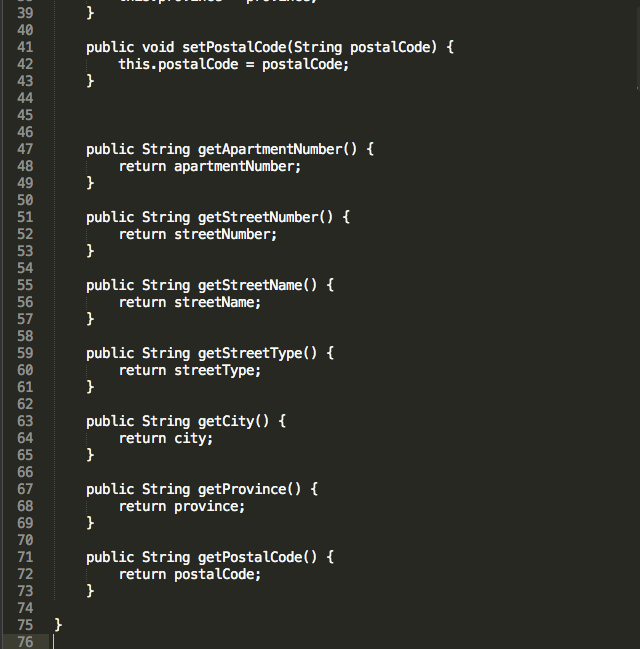 this.province = province;
39 }
40
41 public void setPostalCode(String postalCode) {
42 this.postalCode = postalCode;
43 }
44
45
46
47 public String getApartmentNumber() {
48 return apartmentNumber;
49 }
50
51 public String getStreetNumber() {
52 return streetNumber;
53 }
54
55 public String getStreetName() {
56 return streetName;
57 }
58
59 public String getStreetType() {
60 return streetType;
61 }
62
63 public String getCity() {
64 return city;
65 }
66
67 public String getProvince() {
68 return province;
69 }
70
71 public String getPostalCode() {
72 return postalCode;
73 }
74
75 }
76